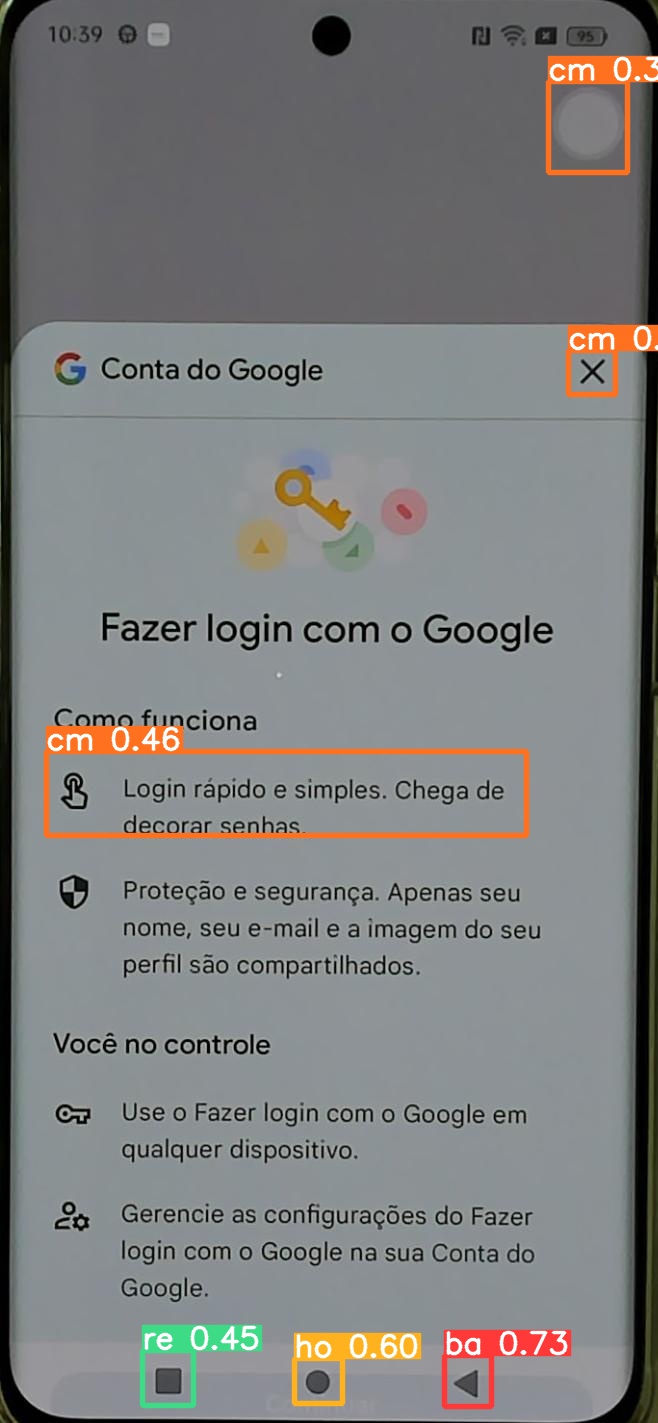 10:39
95
cm 0.3
cm 0.
Conta do Google
Fazer login com o Google
Como funciona
cm 0.46
Login rápido e simples. Chega de
decorar senhas.
Proteção e segurança. Apenas seu
nome, seu e-mail e a imagem do seu
perfil são compartilhados.
Você no controle
Use o Fazer login com o Google em
qualquer dispositivo.
Gerencie as configurações do Fazer
login com o Google na sua Conta do
Google.
re 0.45
ho 0.60
ba 0.73
Continuar